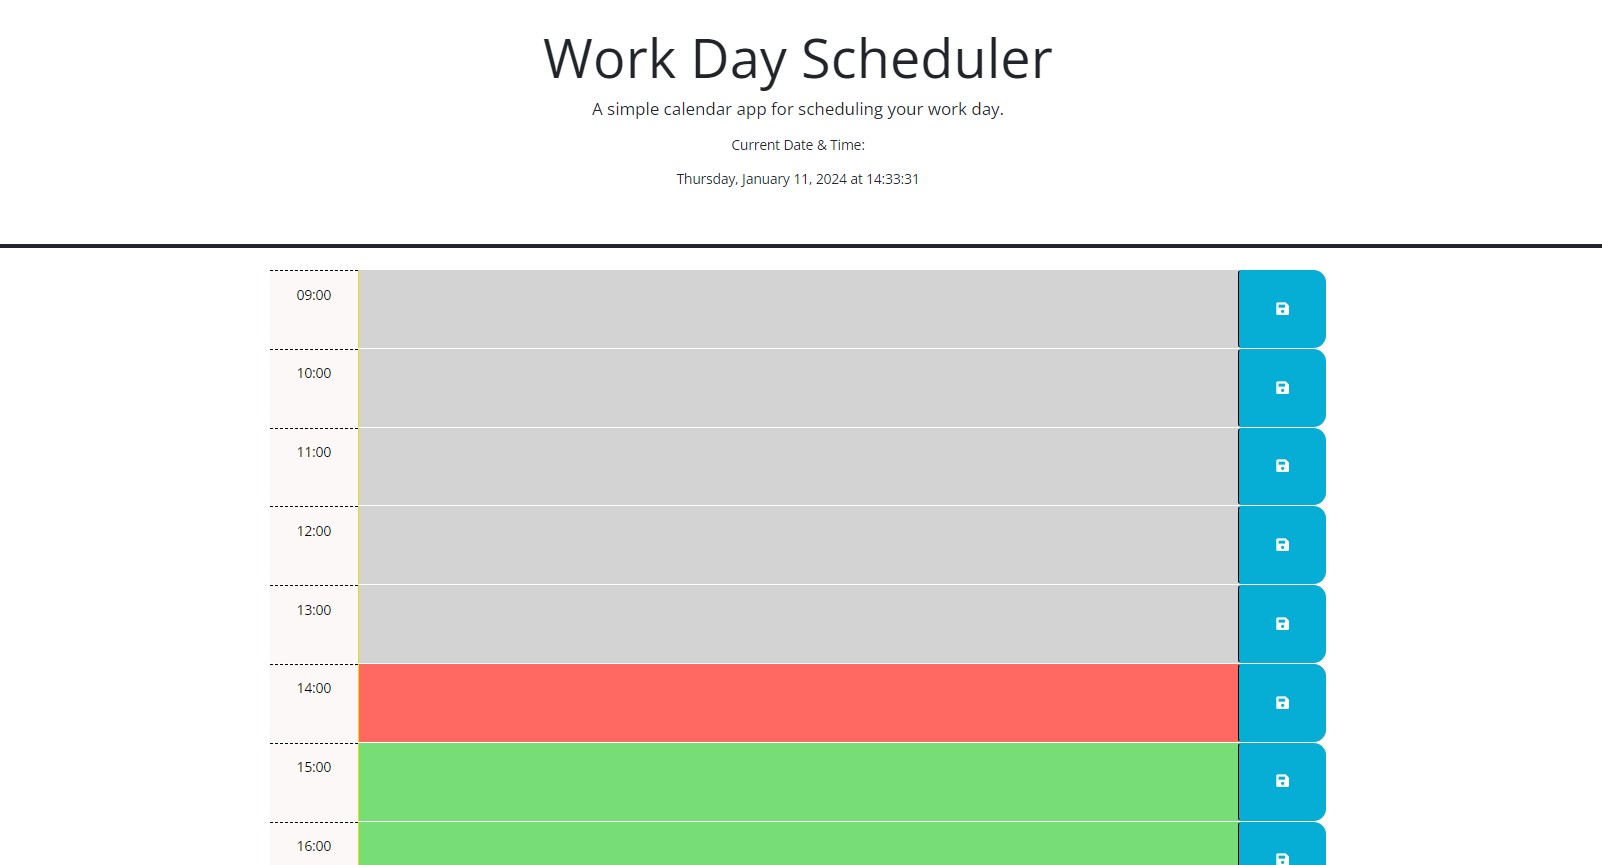 Work Day Scheduler
A simple calendar app for scheduling your work day.
Current Date & Time:
Thursday, January 11, 2024 at 14:33:31
09:00
10:00
11:00
12:00
13:00
14:00
15:00
16:00